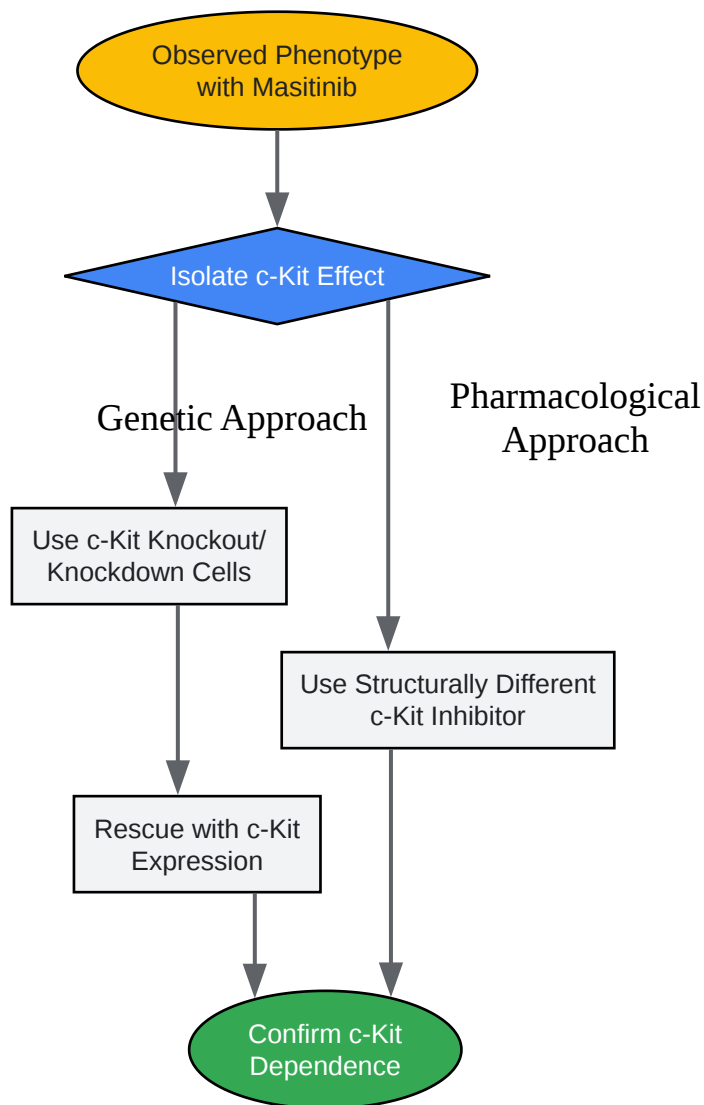 Observed Phenotype
with Masitinib
Isolate c-Kit Effect
Genetic Approach
Pharmacological
Approach
Use c-Kit Knockout/
Knockdown Cells
Use Structurally Different
c-Kit Inhibitor
Rescue with c-Kit
Expression
Confirm c-Kit
Dependence